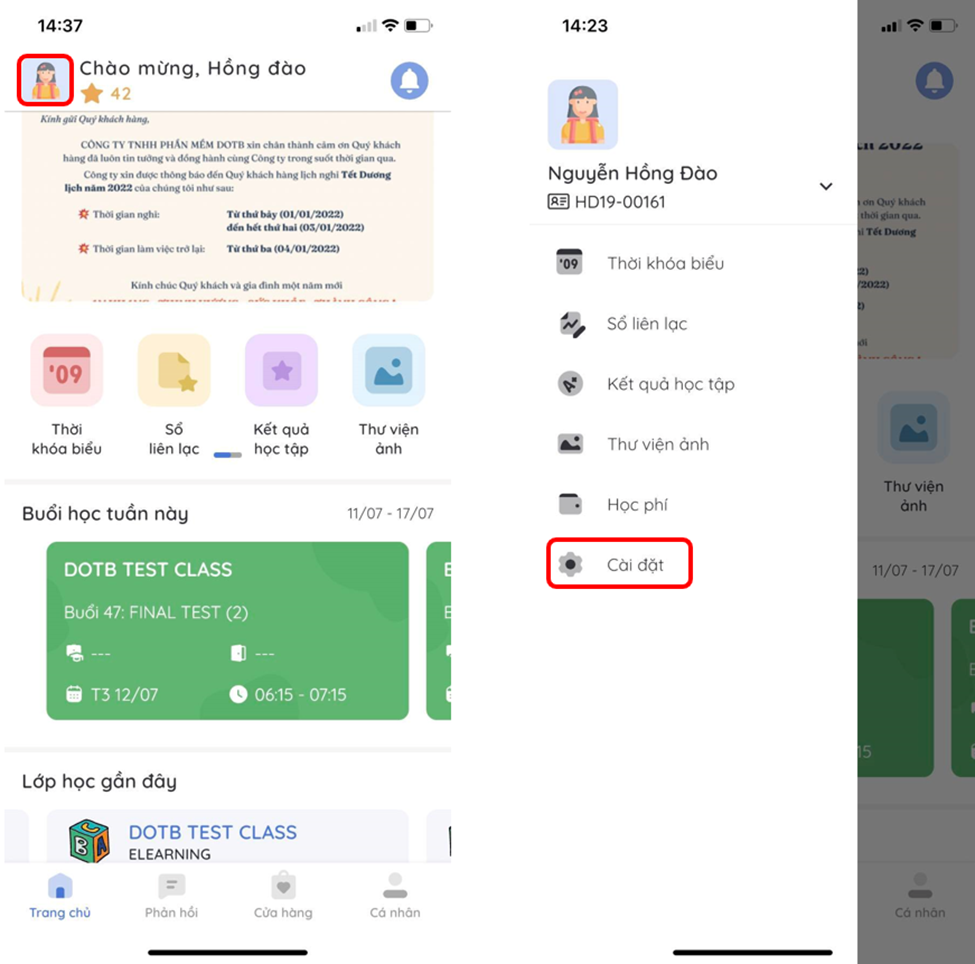 14:37
Chào mừng, Hồng đào
42
Kính gửi Quý khách hàng,
CÔNG TY TNHH PHẦN MỀM DOTB xin chân thành cảm ơn Quý khách
hàng đã luôn tin tưởng và đồng hành cùng Công ty trong suốt thời gian qua.
Công ty xin được thông báo đến Quý khách hàng lịch nghỉ Tết Dương
lịch năm 2022 của chúng tôi như sau:
Thời gian nghỉ:
Từ thứ bảy (01/01/2022)
đến hết thứ hai (03/01/2022)
Thời gian làm việc trở lại:
Từ thứ ba (04/01/2022)
Kính chúc Quý khách và gia đình một năm mới
'09
Thời
khóa biểu
Sổ
liên lạc
Kết quả
học tập
Thư viện
ảnh
Buổi học tuần này
11/07 - 17/07
DOTB TEST CLASS
Buổi 47: FINAL TEST (2)
---
---
T3 12/07
06:15 - 07:15
Lớp học gần đây
DOTB TEST CLASS
ELEARNING
Trang chủ
Phản hồi
Cửa hàng
Cá nhân
14:23
Nguyễn Hồng Đào
HD19-00161
'09
Thời khóa biểu
Sổ liên lạc
A+
Kết quả học tập
Thư viện ảnh
Học phí
Cài đặt
ơn Quý khách
thời gian qua.
Tết Dương
Thư viện
ảnh
11/07 - 17/07
15
Cá nhân